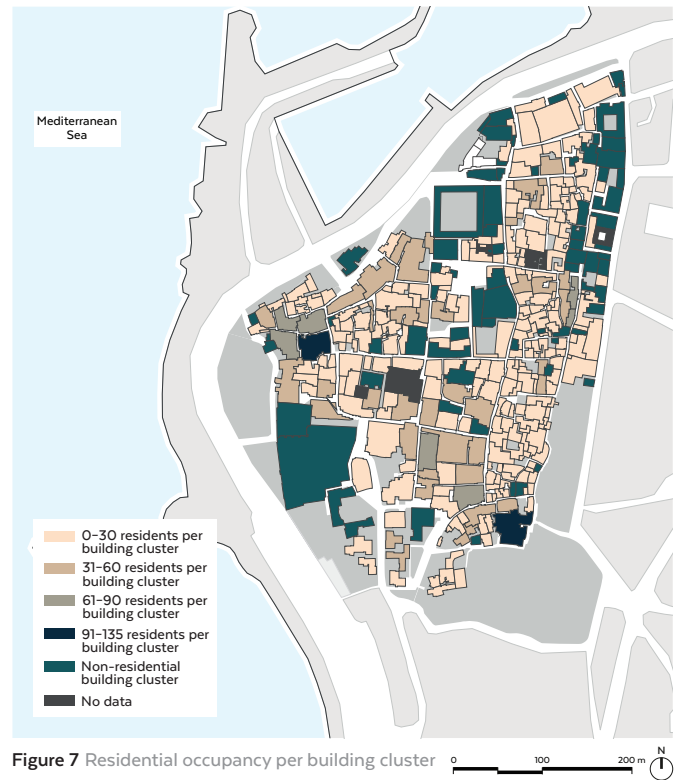 Mediterranean
Sea
0–30 residents per
building cluster
31–60 residents per
building cluster
61–90 residents per
building cluster
91–135 residents per
building cluster
Non-residential
building cluster
No data
Figure 7 Residential occupancy per building cluster
0 100 200 m
N